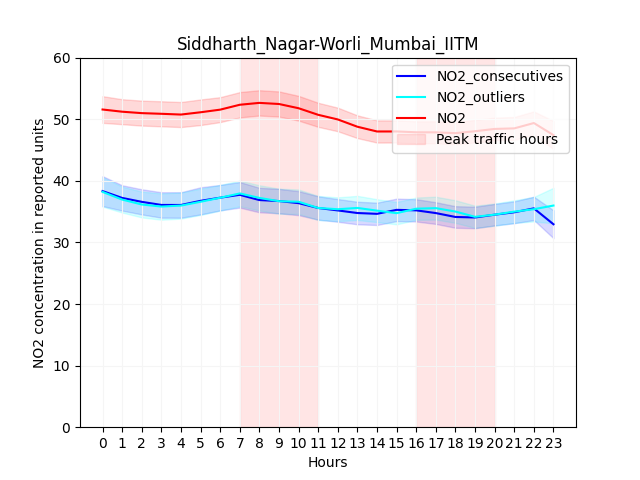 Siddharth_Nagar-Worli_Mumbai_IITM
NO2 concentration in reported units
60
50
40
30
20
10
0
NO2_consecutives
NO2_outliers
NO2
Peak traffic hours
0 1 2 3 4 5 6 7 8 9 10 11 12 13 14 15 16 17 18 19 20 21 22 23
Hours